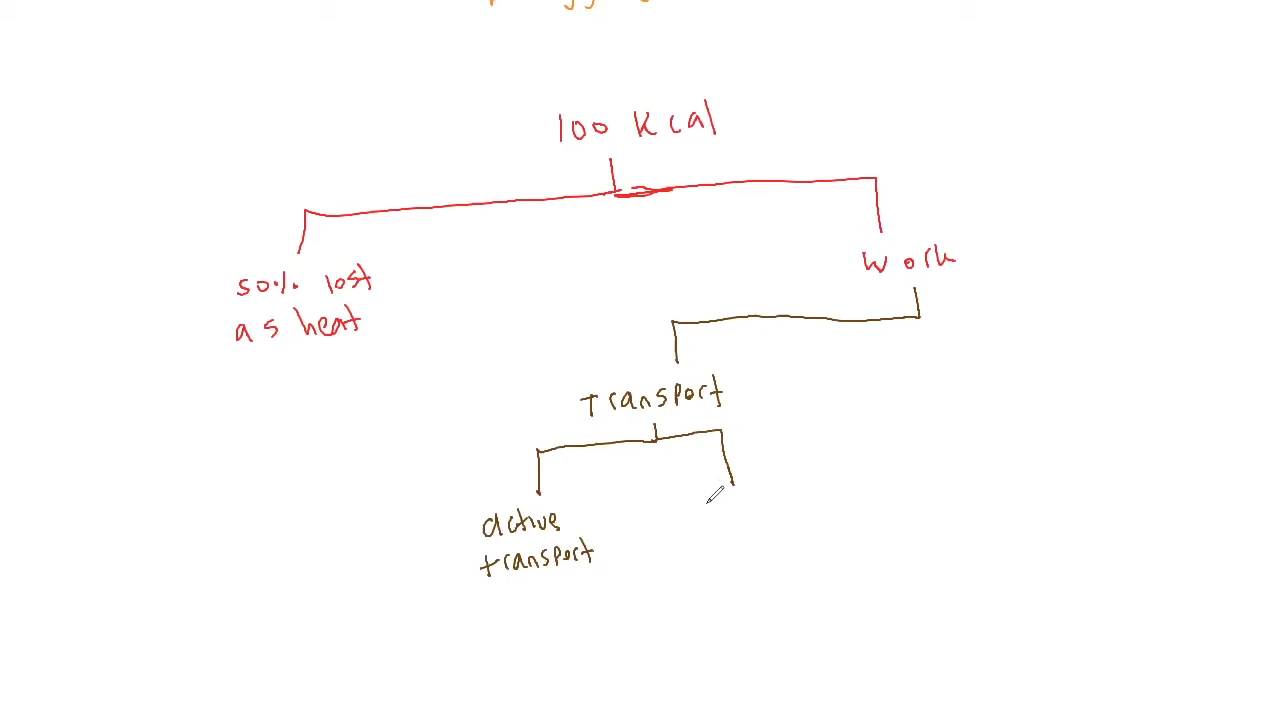 100 Kcal
50% lost
as heat
work
transport
active
transport